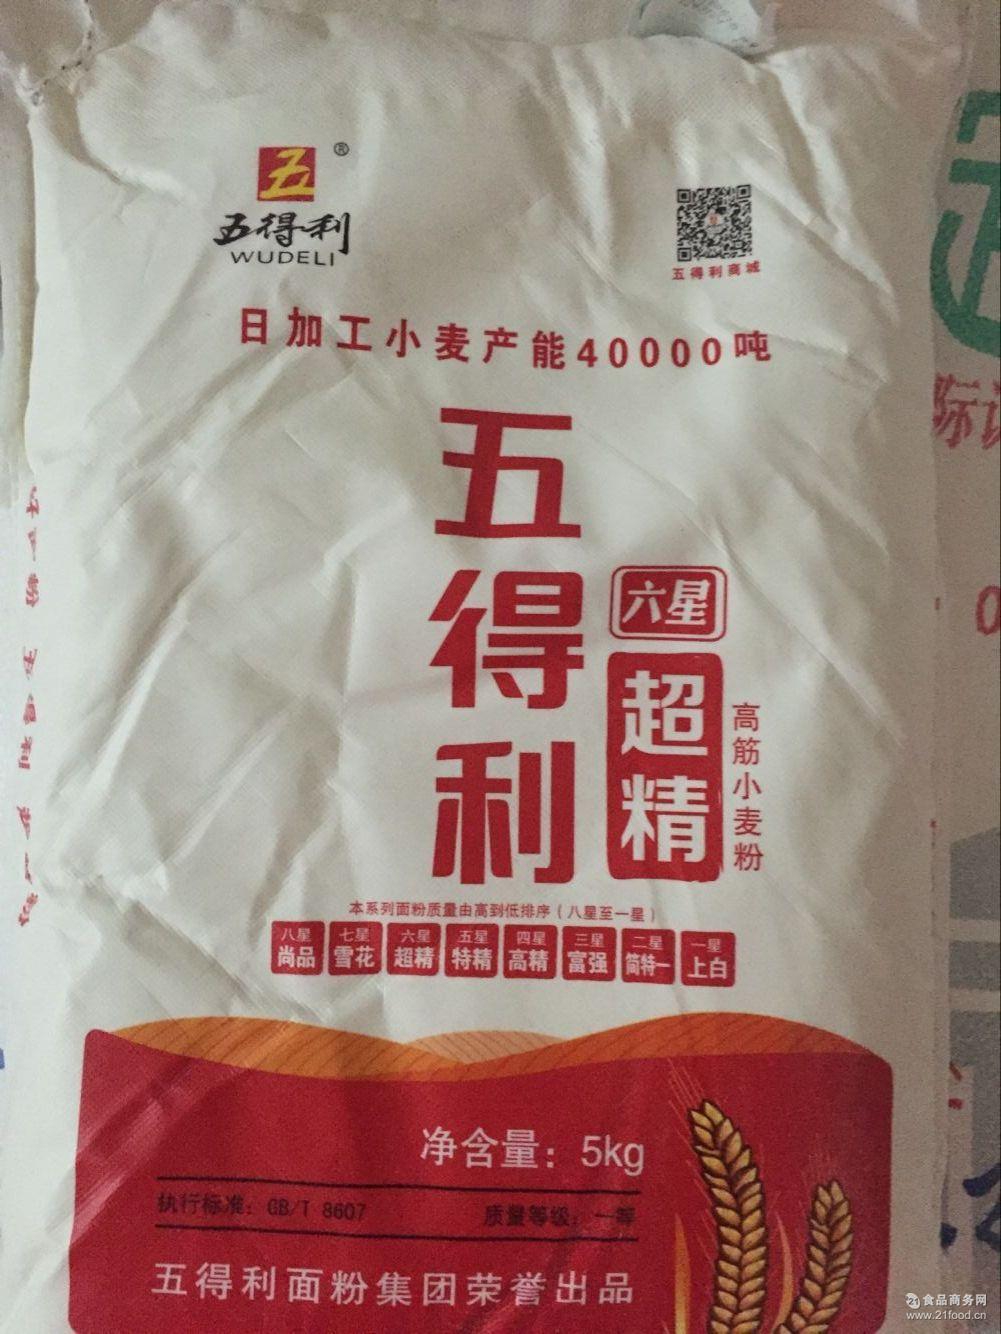 五
®
五得利
WUDELI
五得利商城
日加工小麦产能40000吨
五得利
六星
超精
高筋小麦粉
本系列面粉质量由高到低排序（八星至一星）
八星 七星 六星 五星 四星 三星 二星 一星
尚品 雪花 超精 特精 高精 富强 简特一 上白
净含量：5kg
执行标准：GB/T 8607 质量等级：一等
五得利面粉集团荣誉出品
食品商务网
www.21food.cn